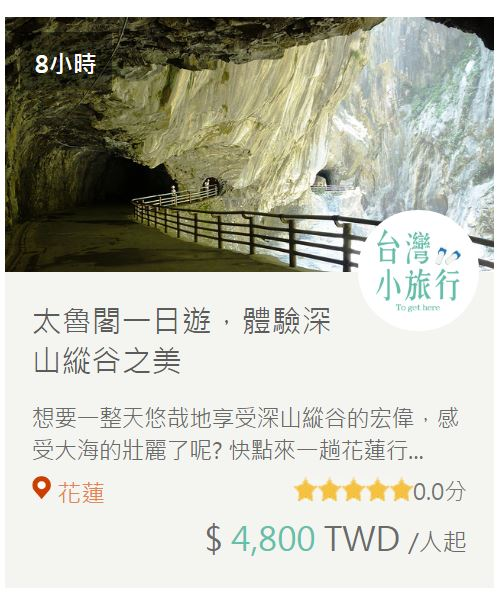 8小時
台灣
小旅行
To get here
太魯閣一日遊，體驗深
山縱谷之美
想要一整天悠哉地享受深山縱谷的宏偉，感
受大海的壯麗了呢? 快點來一趟花蓮行...
花蓮
0.0分
$ 4,800 TWD /人起